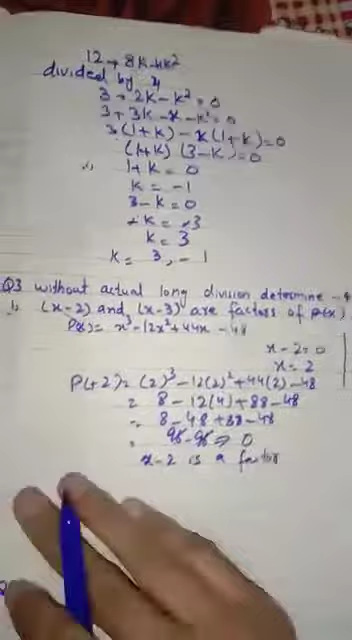 12 + 8k - 4k²
divided by 4
3 + 2k - k² = 0
3 + 3k - k - k² = 0
3(1+k) - k(1+k) = 0
(1+k) (3-k) = 0
∴ 1+k = 0
k = -1
3-k = 0
-k = -3
k = 3
k = 3, -1
Q3 without actual long division determine
(x-2) and (x-3) are factors of p(x)
P(x) = x³-12x²+44x-48
x-2=0
x=2
P(+2) = (2)³-12(2)²+44(2)-48
= 8-12(4)+88-48
= 8-48+88-48
= 96-96 => 0
x-2 is a factor